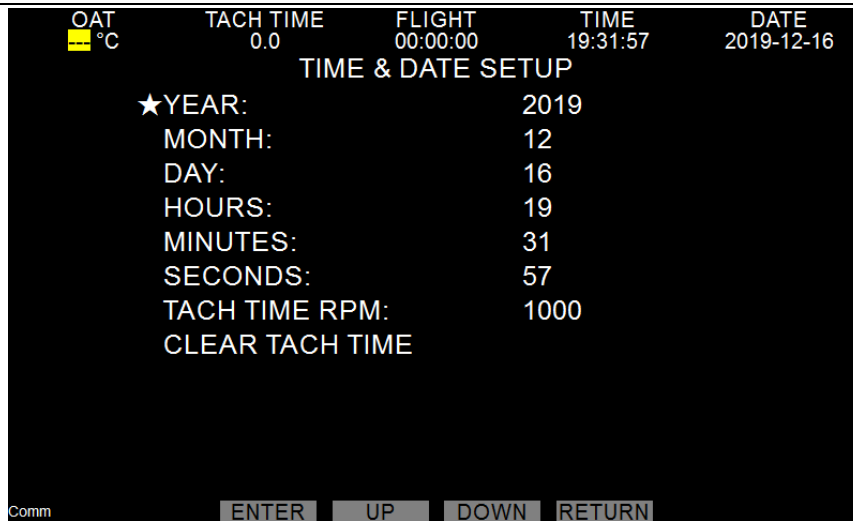 OAT TACH TIME FLIGHT TIME DATE
--- °C 0.0 00:00:00 19:31:57 2019-12-16
TIME & DATE SETUP
★YEAR: 2019
MONTH: 12
DAY: 16
HOURS: 19
MINUTES: 31
SECONDS: 57
TACH TIME RPM: 1000
CLEAR TACH TIME
Comm ENTER UP DOWN RETURN